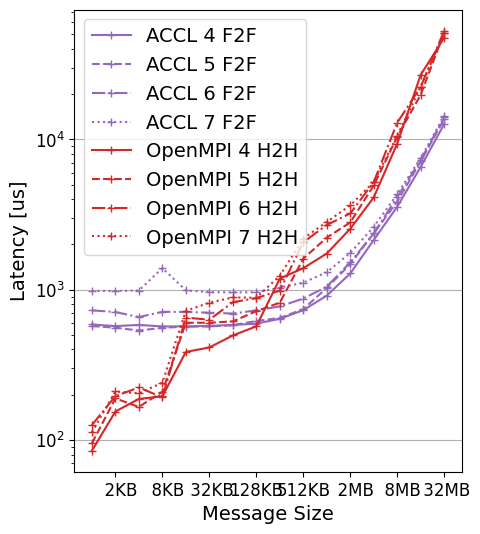 ACCL 4 F2F
ACCL 5 F2F
ACCL 6 F2F
ACCL 7 F2F
OpenMPI 4 H2H
OpenMPI 5 H2H
OpenMPI 6 H2H
OpenMPI 7 H2H
Latency [us]
10^4
10^3
10^2
2KB 8KB 32KB 128KB 512KB 2MB 8MB 32MB
Message Size